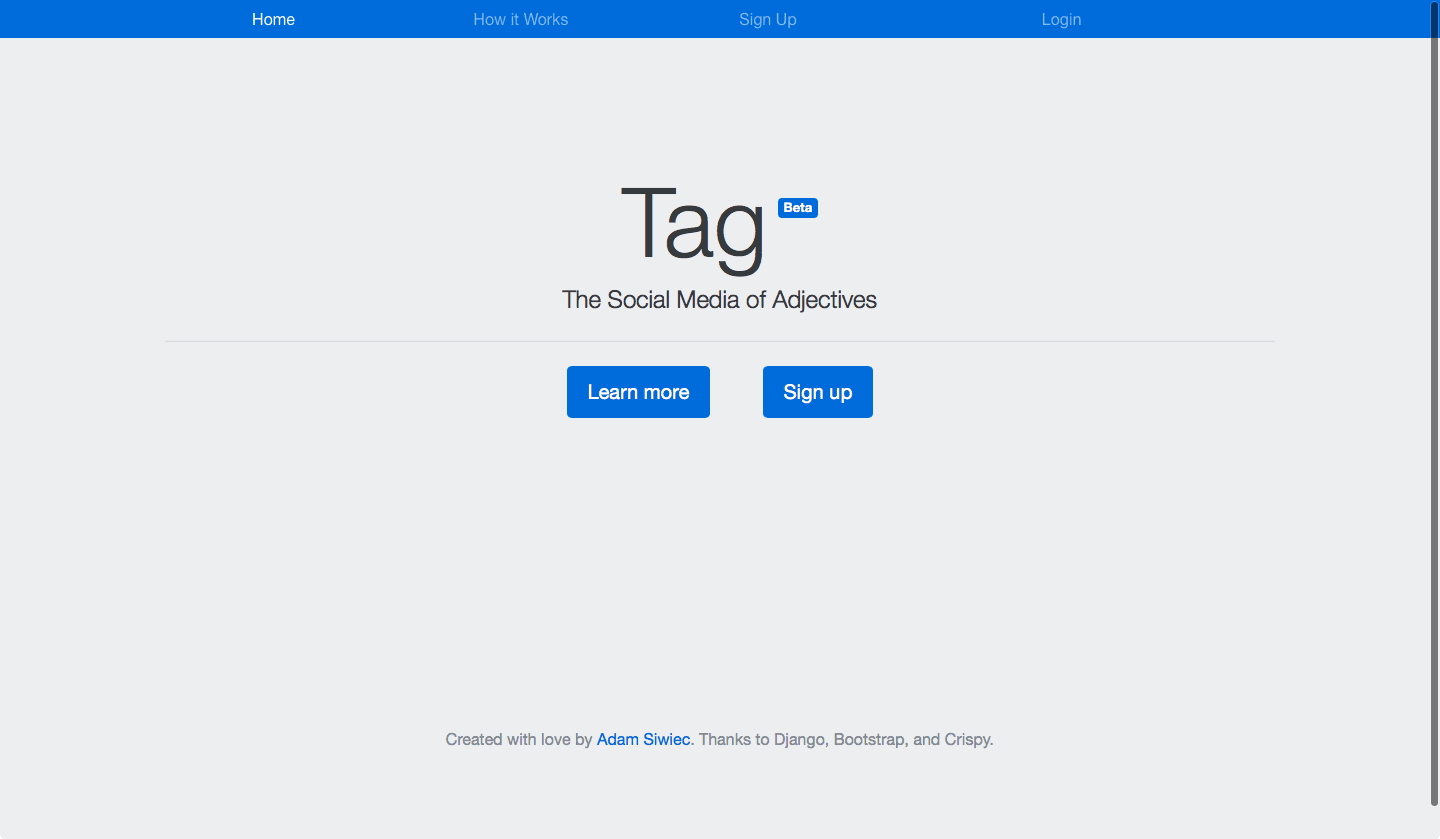 Home How it Works Sign Up Login
Tag Beta
The Social Media of Adjectives
Learn more Sign up
Created with love by Adam Siwiec. Thanks to Django, Bootstrap, and Crispy.